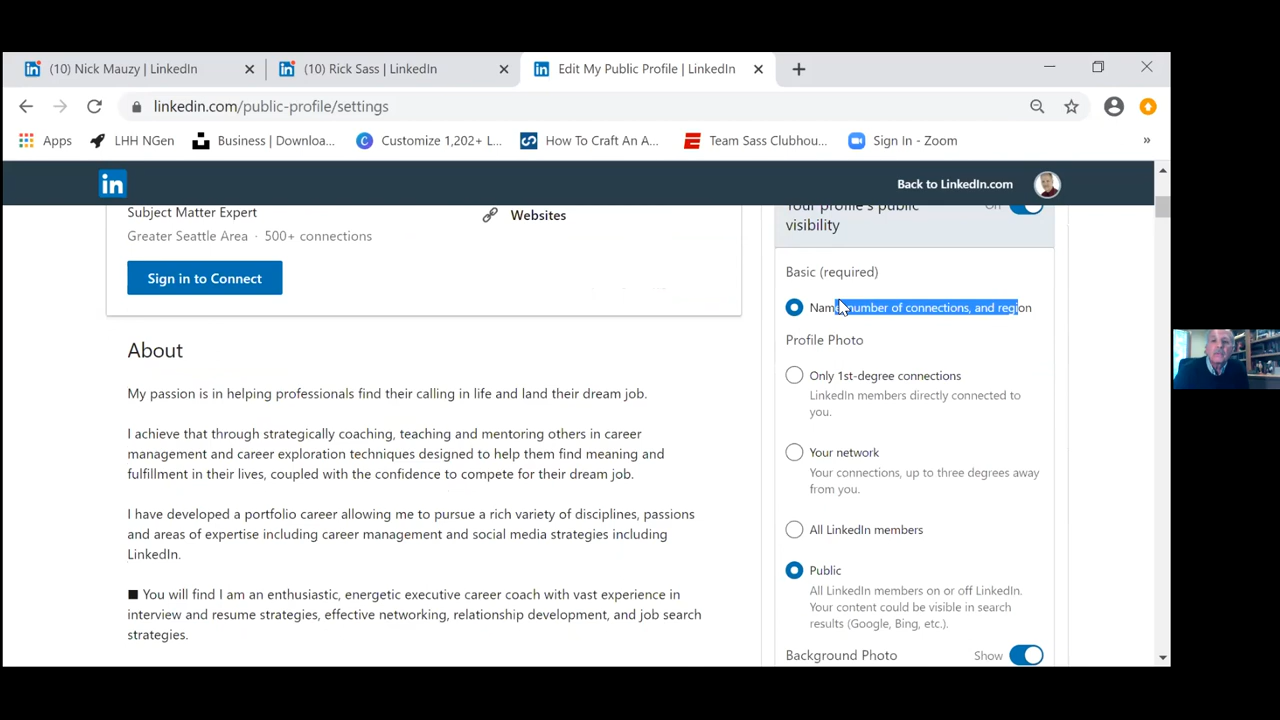 (10) Nick Mauzy | LinkedIn
(10) Rick Sass | LinkedIn
Edit My Public Profile | LinkedIn
linkedin.com/public-profile/settings
Apps
LHH NGen
Business | Downloa...
Customize 1,202+ L...
How To Craft An A...
Team Sass Clubhou...
Sign In - Zoom
»
in
Back to LinkedIn.com
Subject Matter Expert
Websites
Greater Seattle Area · 500+ connections
Sign in to Connect
About
My passion is in helping professionals find their calling in life and land their dream job.
I achieve that through strategically coaching, teaching and mentoring others in career
management and career exploration techniques designed to help them find meaning and
fulfillment in their lives, coupled with the confidence to compete for their dream job.
I have developed a portfolio career allowing me to pursue a rich variety of disciplines, passions
and areas of expertise including career management and social media strategies including
LinkedIn.
■ You will find I am an enthusiastic, energetic executive career coach with vast experience in
interview and resume strategies, effective networking, relationship development, and job search
strategies.
Your profile's public
visibility
On
Basic (required)
Name, number of connections, and region
Profile Photo
Only 1st-degree connections
LinkedIn members directly connected to
you.
Your network
Your connections, up to three degrees away
from you.
All LinkedIn members
Public
All LinkedIn members on or off LinkedIn.
Your content could be visible in search
results (Google, Bing, etc.).
Background Photo
Show